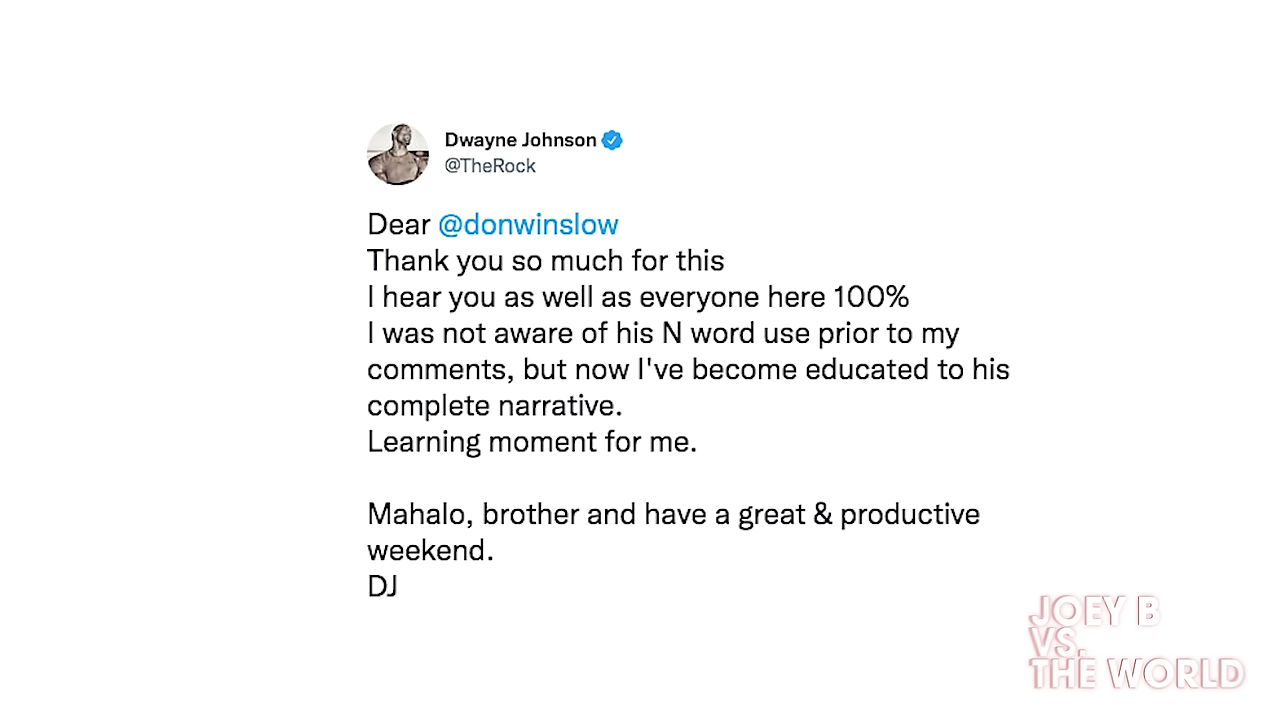 Dwayne Johnson
@TheRock
Dear @donwinslow
Thank you so much for this
I hear you as well as everyone here 100%
I was not aware of his N word use prior to my
comments, but now I've become educated to his
complete narrative.
Learning moment for me.
Mahalo, brother and have a great & productive
weekend.
DJ
JOEY B
VS.
THE WORLD